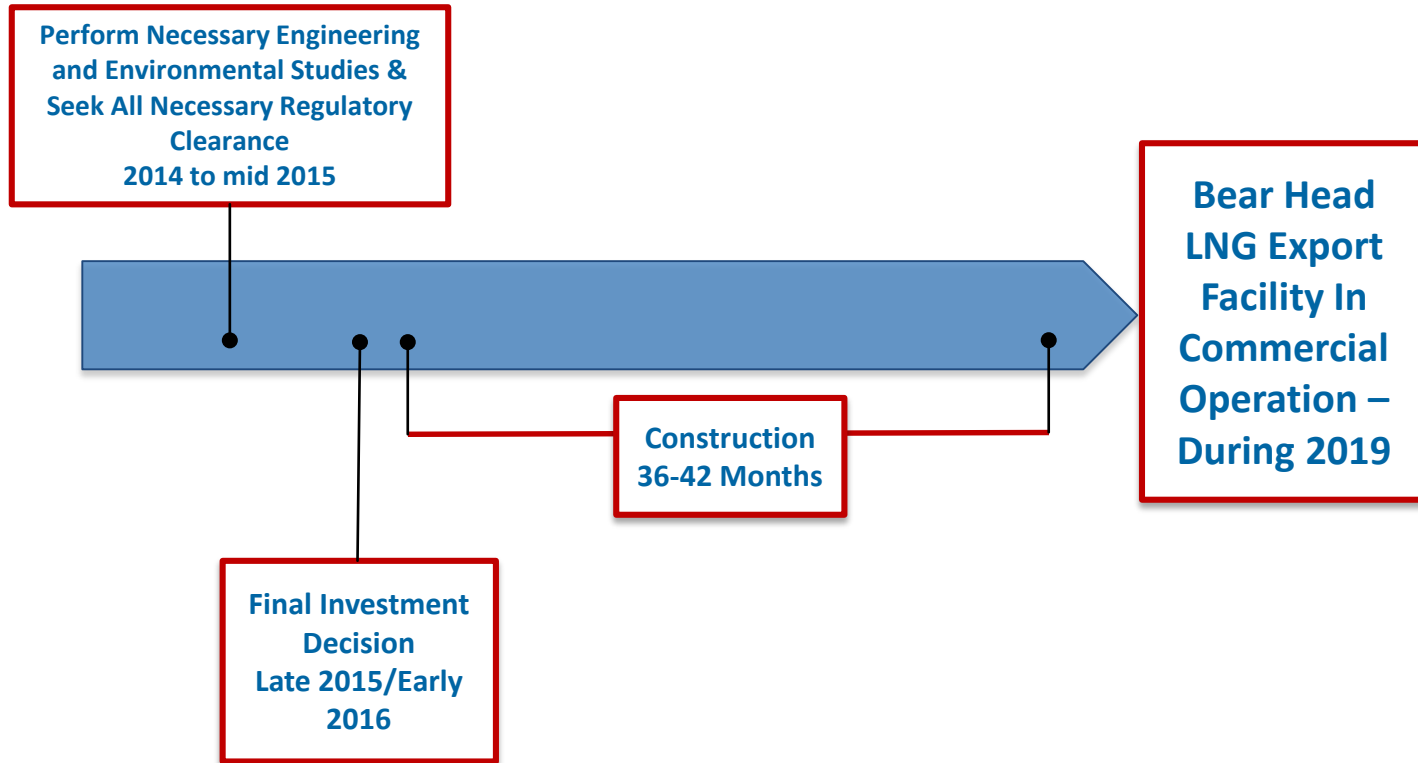 Perform Necessary Engineering
and Environmental Studies &
Seek All Necessary Regulatory
Clearance
2014 to mid 2015
Bear Head
LNG Export
Facility In
Commercial
Operation –
During 2019
Construction
36-42 Months
Final Investment
Decision
Late 2015/Early
2016